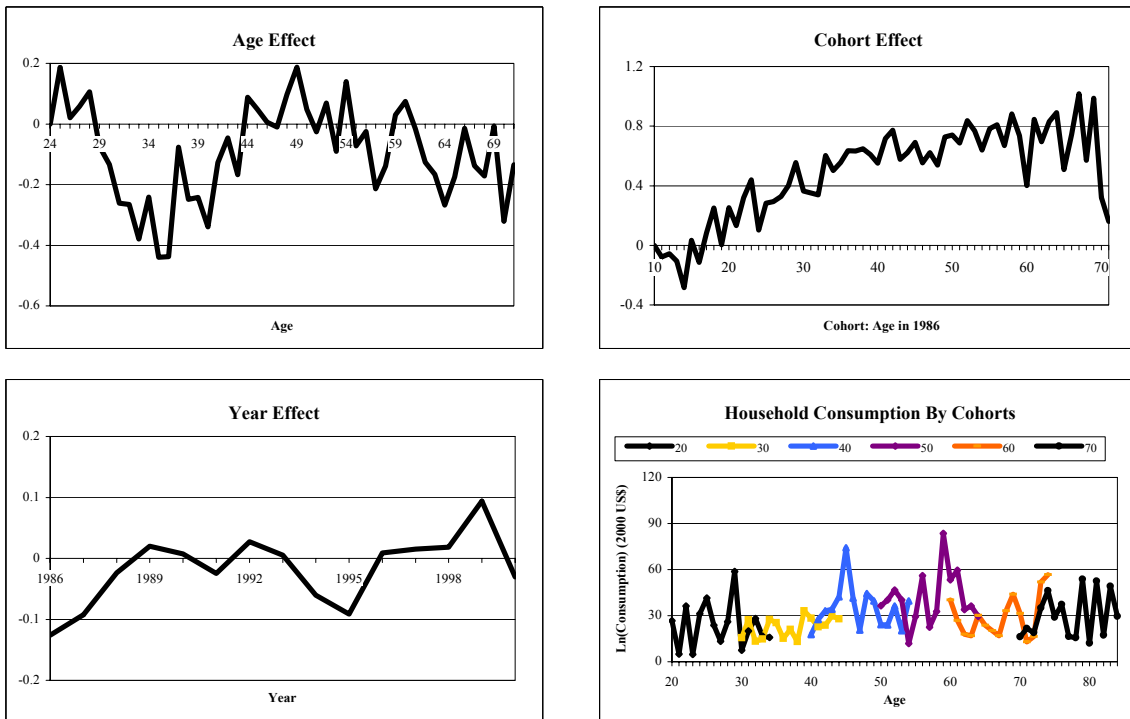 Age Effect
0.2
0
-0.2
-0.4
-0.6
24 29 34 39 44 49 54 59 64 69
Age
Cohort Effect
1.2
0.8
0.4
0
-0.4
10 20 30 40 50 60 70
Cohort: Age in 1986
Year Effect
0.2
0.1
0
-0.1
-0.2
1986 1989 1992 1995 1998
Year
Household Consumption By Cohorts
20 30 40 50 60 70
Ln(Consumption) (2000 US$)
120
90
60
30
0
20 30 40 50 60 70 80
Age